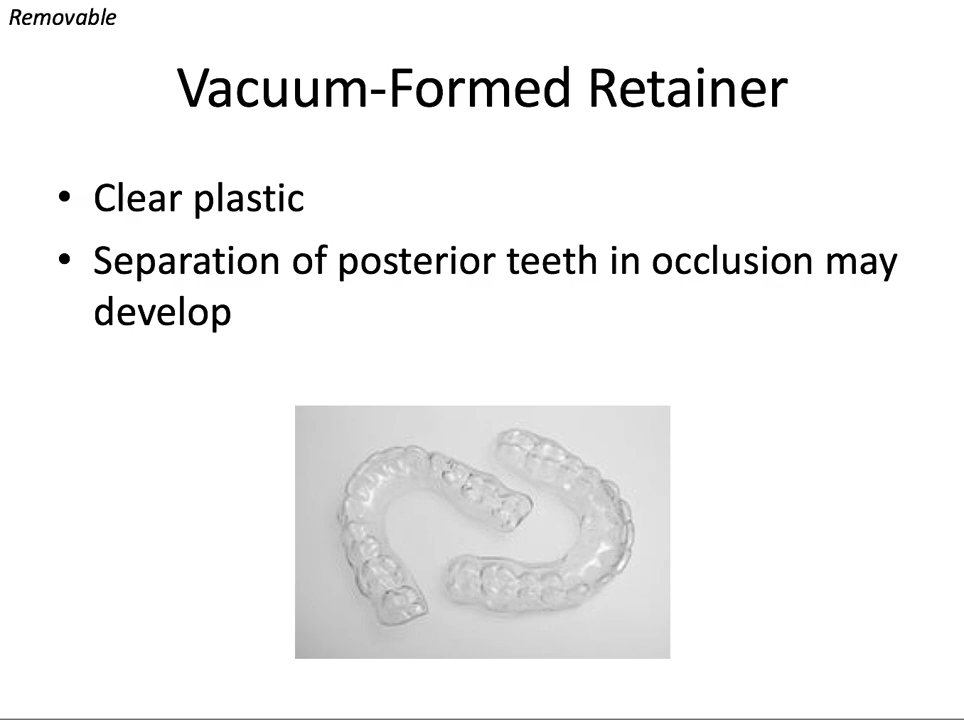 Removable
Vacuum-Formed Retainer
• Clear plastic
• Separation of posterior teeth in occlusion may
develop